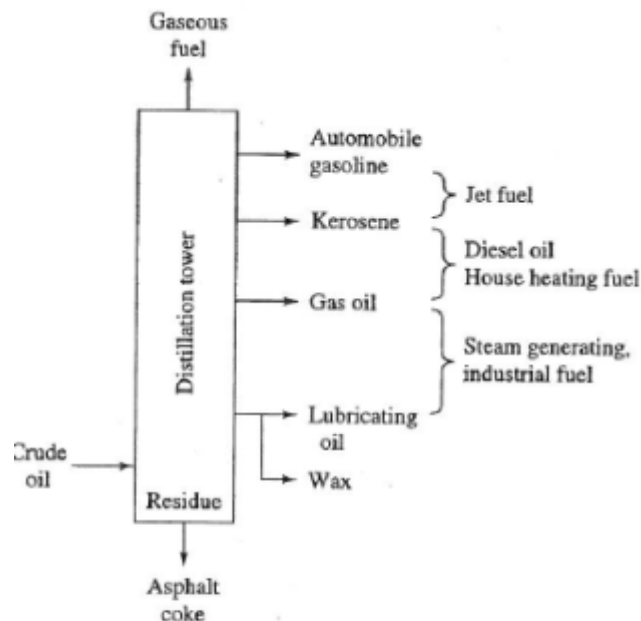 Gaseous
fuel
Automobile
gasoline
Jet fuel
Kerosene
Diesel oil
House heating fuel
Distillation tower
Gas oil
Steam generating,
industrial fuel
Lubricating
oil
Crude
oil
Wax
Residue
Asphalt
coke